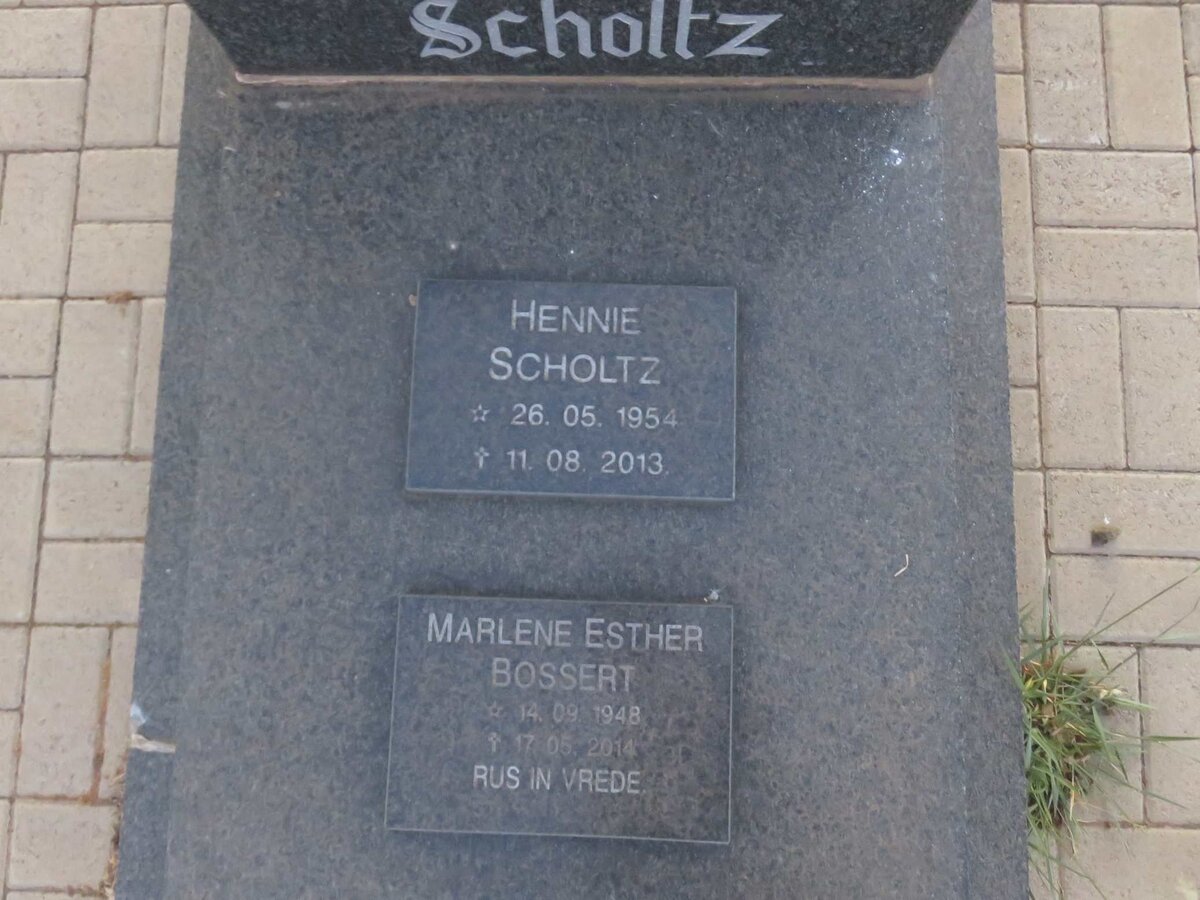 Scholtz
HENNIE
SCHOLTZ
☆ 26. 05. 1954
✝ 11. 08. 2013.
MARLENE ESTHER
BOSSERT
☆ 14. 09. 1948
✝ 17. 05. 2014
RUS IN VREDE.